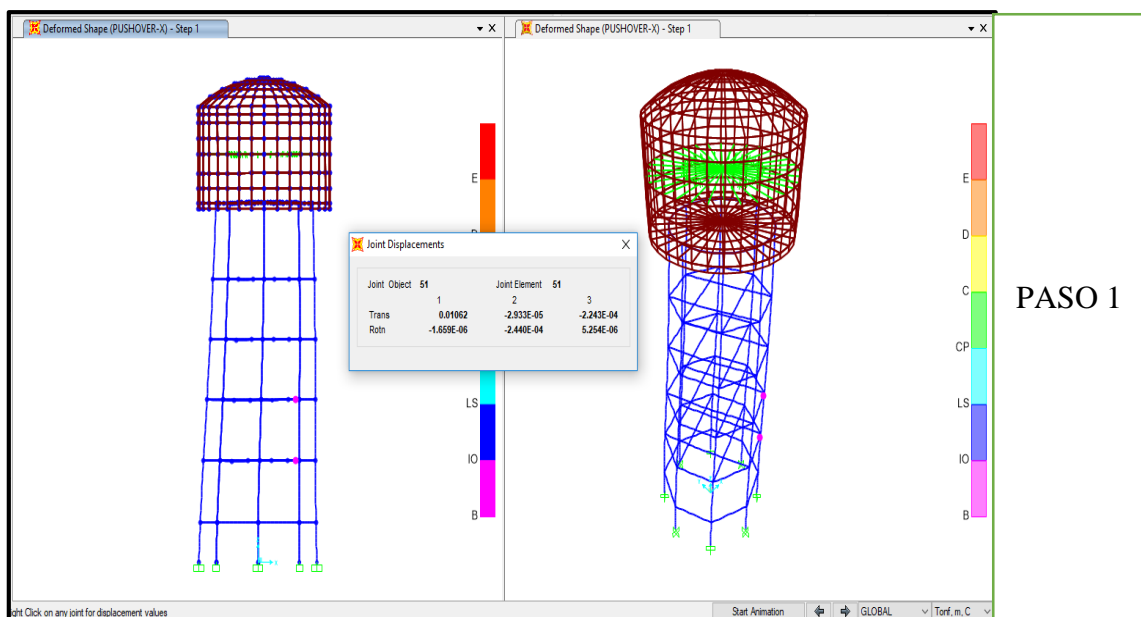 Deformed Shape (PUSHOVER-X) - Step 1
X
Deformed Shape (PUSHOVER-X) - Step 1
X
E
LS
IO
B
Joint Displacements
X
Joint Object 51 Joint Element 51
1 2 3
Trans 0.01062 -2.933E-05 -2.243E-04
Rotn -1.659E-06 -2.440E-04 5.254E-06
E
D
C
CP
LS
IO
B
PASO 1
ght Click on any joint for displacement values
Start Animation
GLOBAL
Tonf, m, C